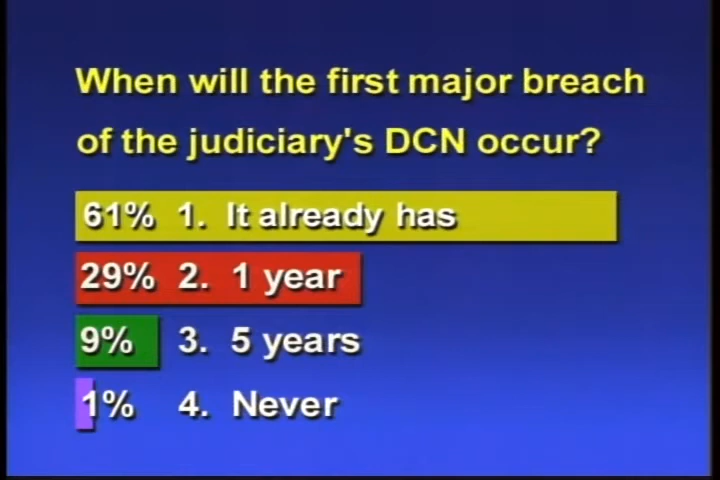 When will the first major breach
of the judiciary's DCN occur?
61% 1. It already has
29% 2. 1 year
9% 3. 5 years
1% 4. Never